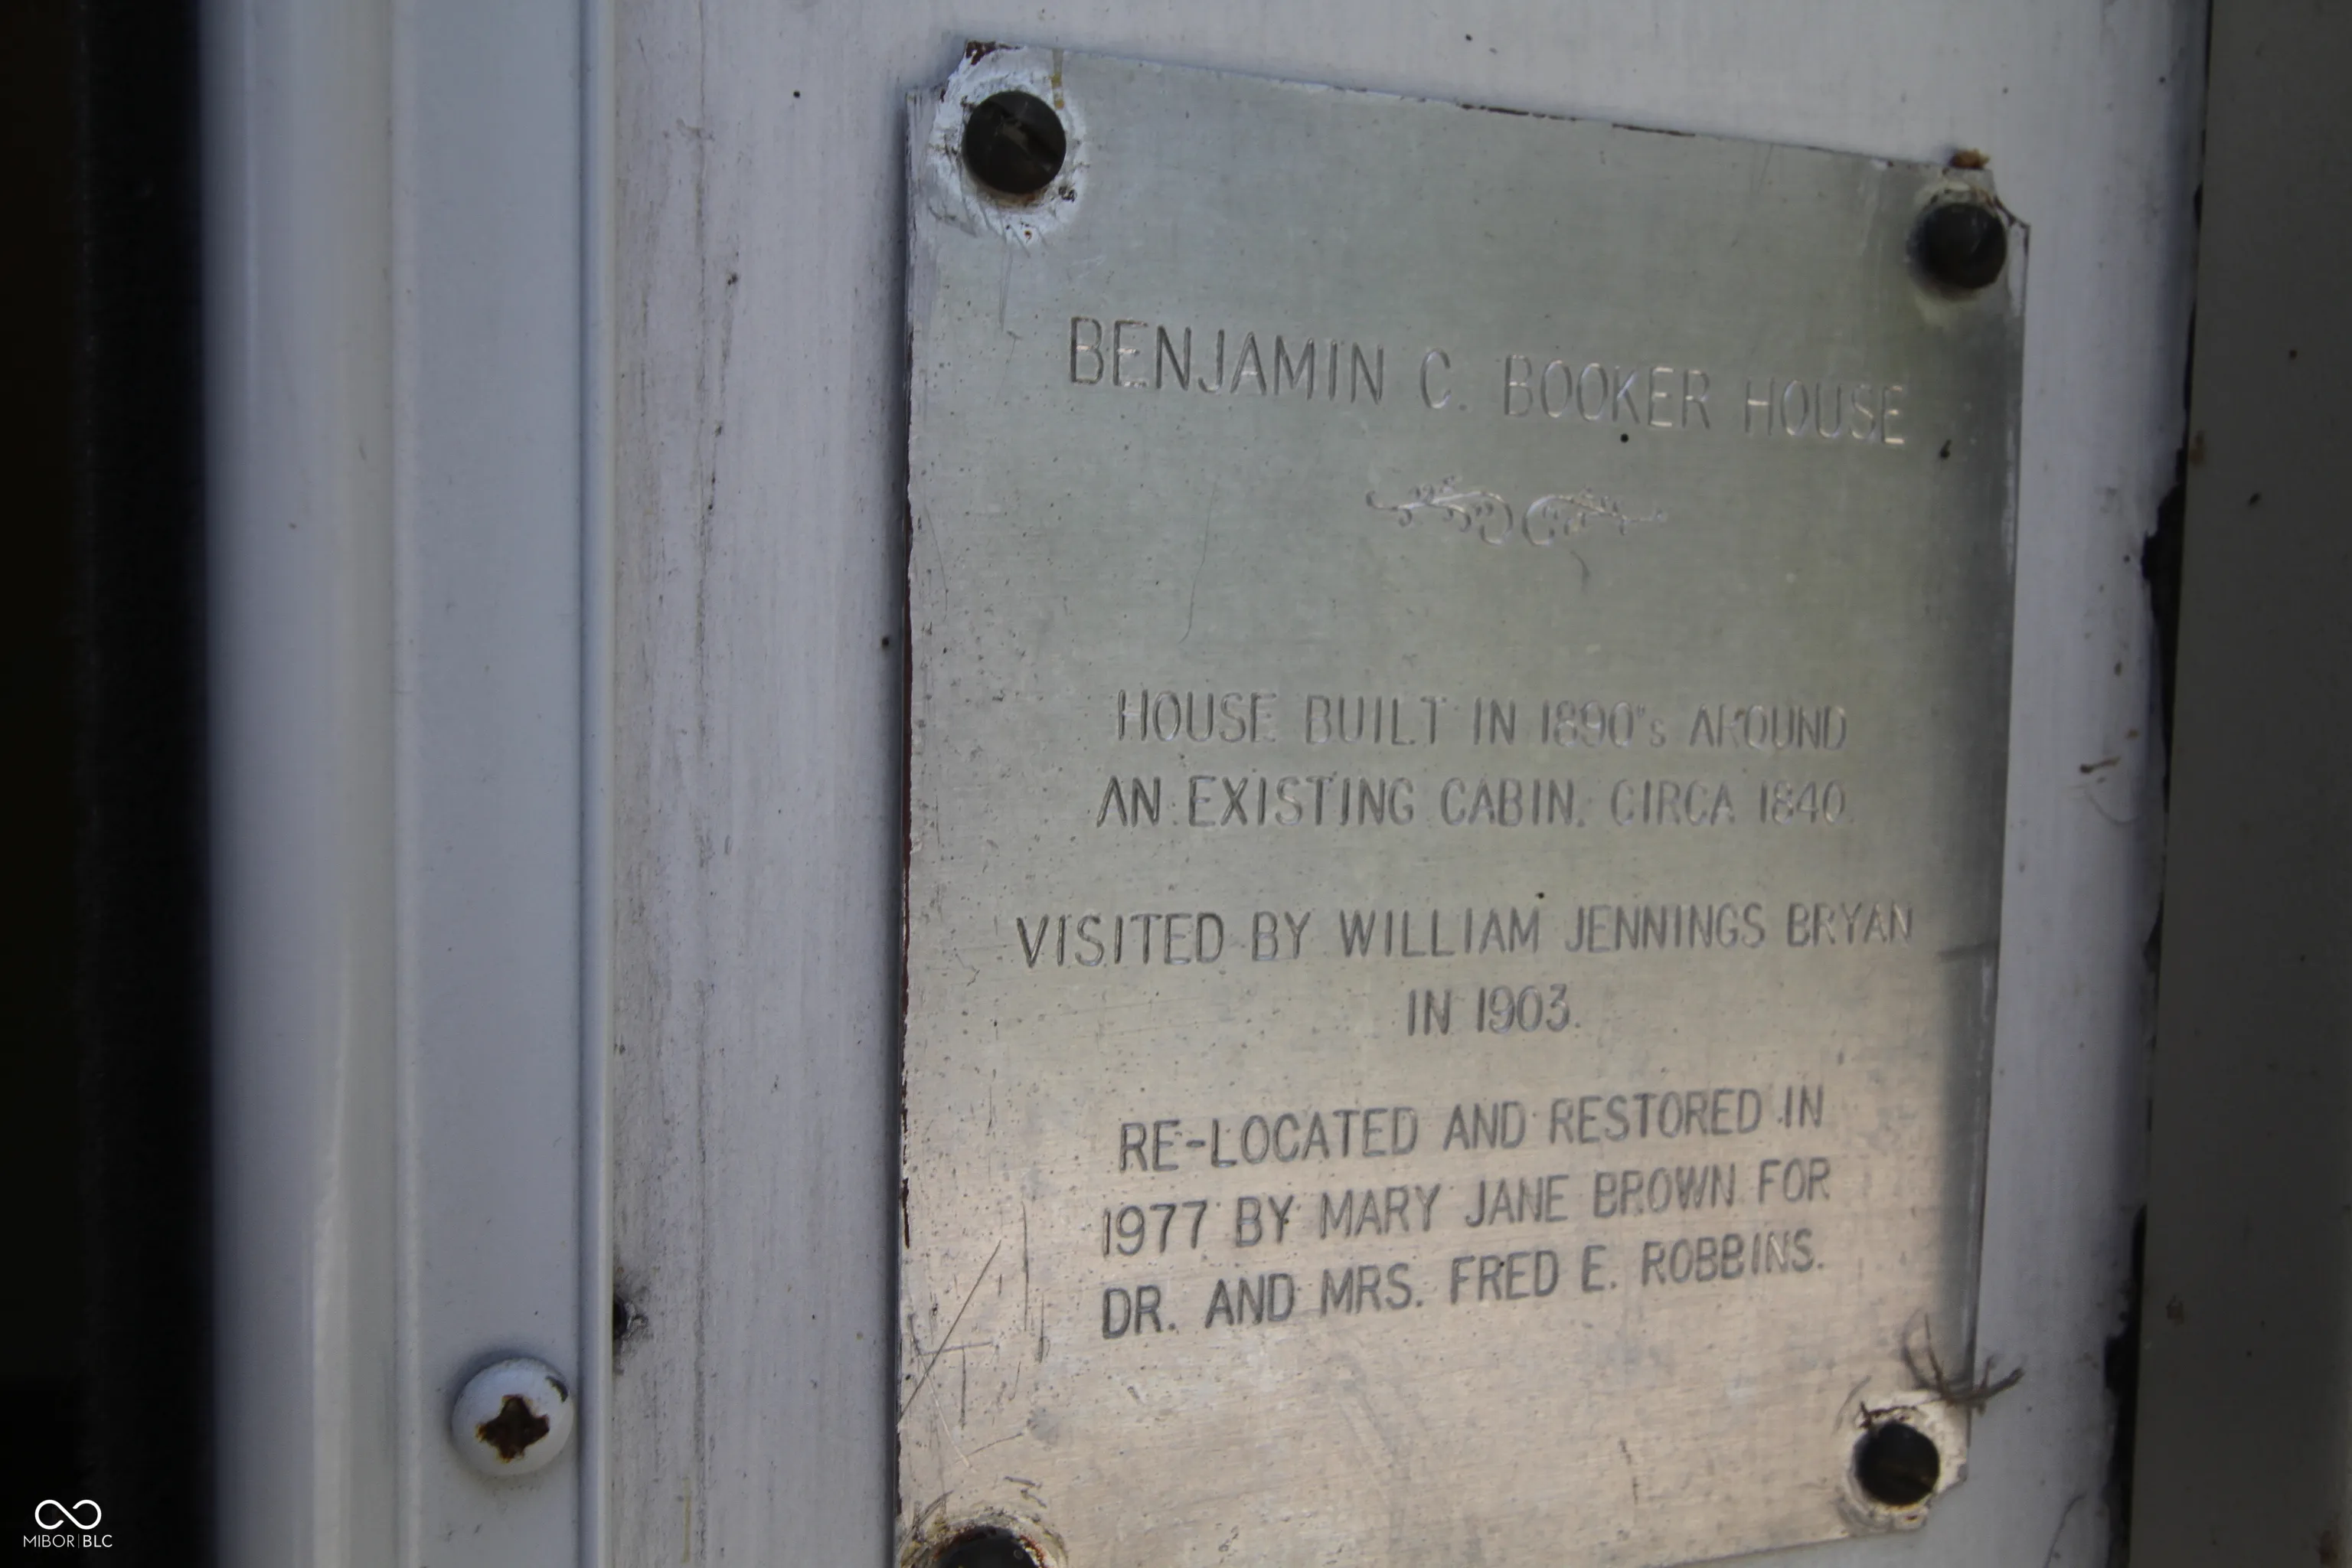 BENJAMIN C. BOOKER HOUSE
HOUSE BUILT IN 1890"s AROUND
AN EXISTING CABIN, CIRCA 1840.
VISITED BY WILLIAM JENNINGS BRYAN
IN 1903.
RE-LOCATED AND RESTORED IN
1977 BY MARY JANE BROWN FOR
DR. AND MRS. FRED E. ROBBINS.
MIBOR|BLC